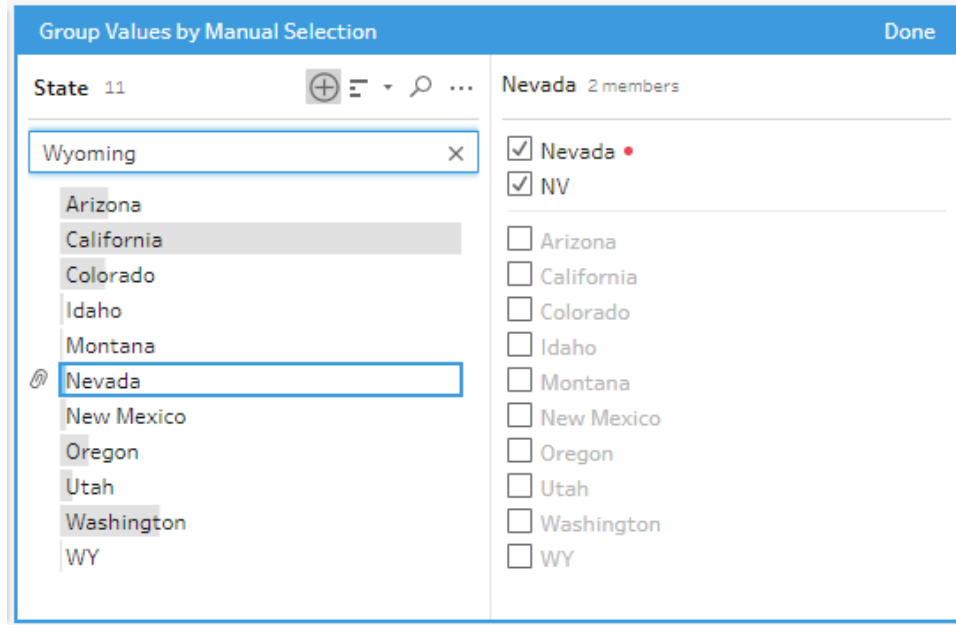 Group Values by Manual Selection Done
State 11
Wyoming
Arizona
California
Colorado
Idaho
Montana
Nevada
New Mexico
Oregon
Utah
Washington
WY
Nevada 2 members
Nevada
NV
Arizona
California
Colorado
Idaho
Montana
New Mexico
Oregon
Utah
Washington
WY